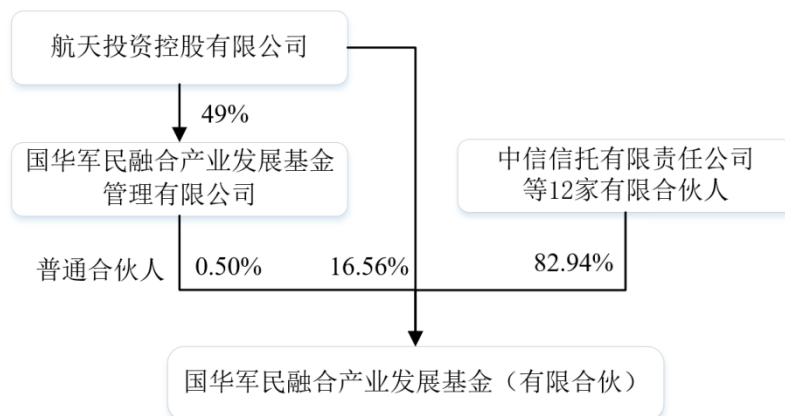 航天投资控股有限公司
49%
国华军民融合产业发展基金
管理有限公司
中信信托有限责任公司
等12家有限合伙人
普通合伙人
0.50%
16.56%
82.94%
国华军民融合产业发展基金（有限合伙）